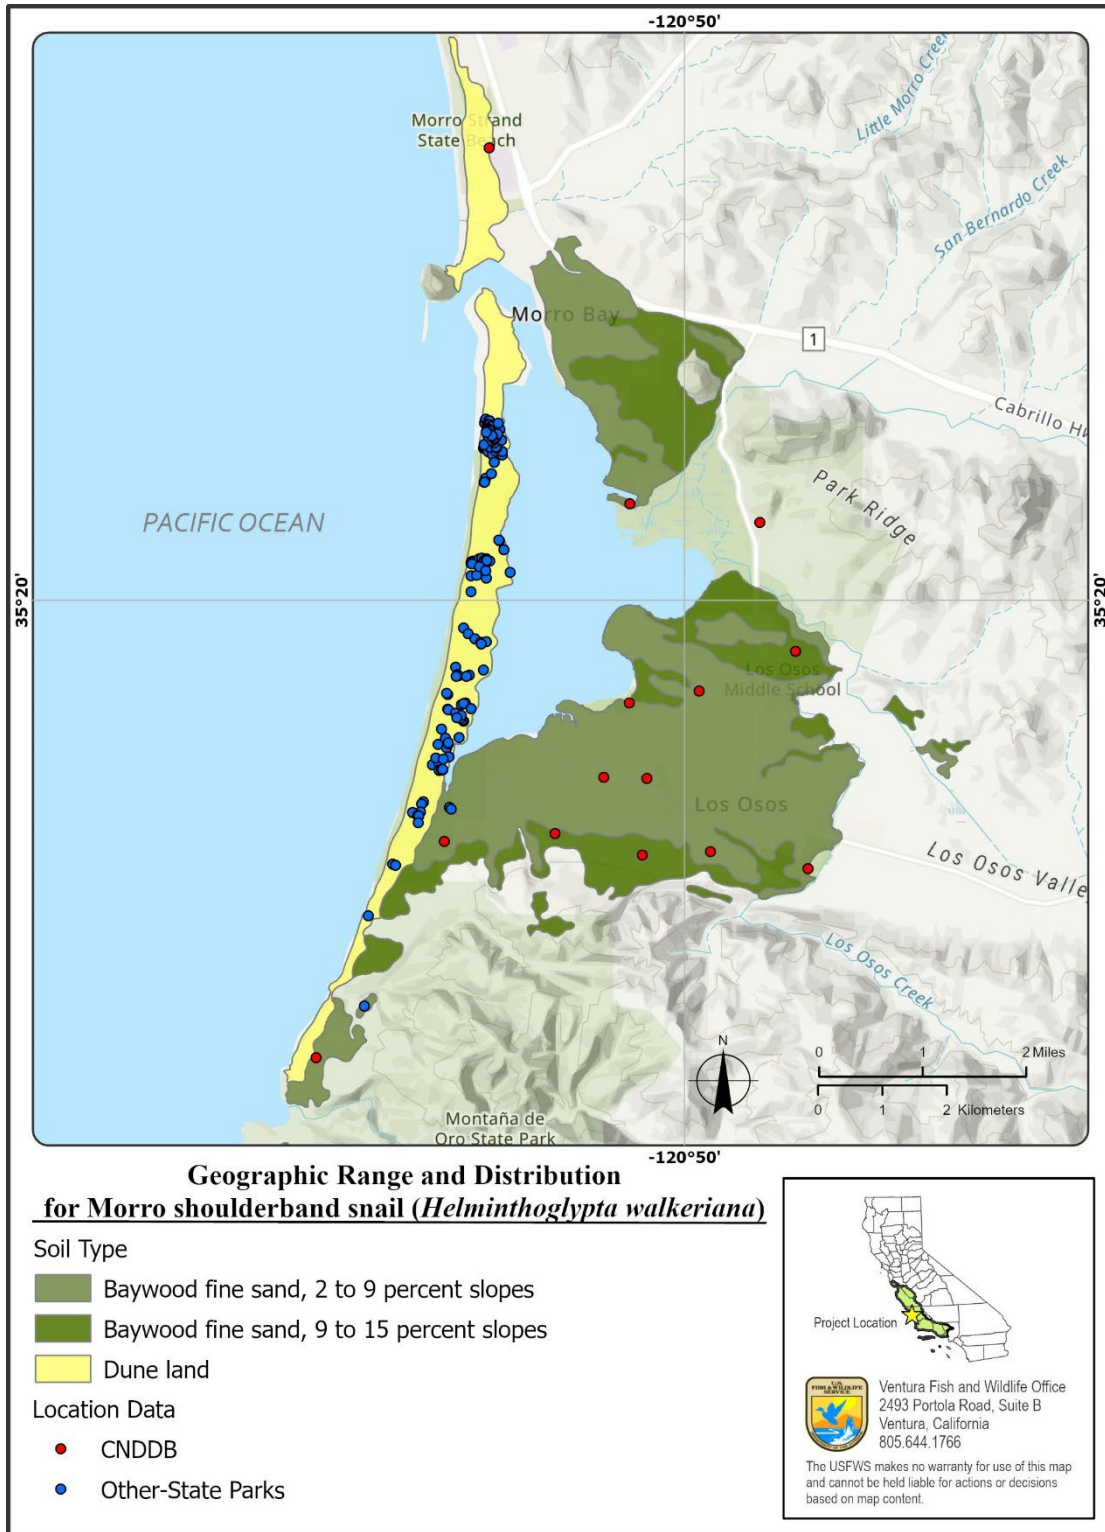 -120°50'
Morro Strand
State Beach
Little Morro Creek
San Bernardo Creek
Morro Bay
1
Cabrillo Hw
PACIFIC OCEAN
Park Ridge
35°20'
35°20'
Los Osos
Middle School
Los Osos
Los Osos Valle
Los Osos Creek
N
0 1 2 Miles
0 1 2 Kilometers
Montaña de
Oro State Park
-120°50'
Geographic Range and Distribution
for Morro shoulderband snail (Helminthoglypta walkeriana)
Soil Type
Baywood fine sand, 2 to 9 percent slopes
Baywood fine sand, 9 to 15 percent slopes
Dune land
Location Data
CNDDB
Other-State Parks
Project Location
U.S.
FISH & WILDLIFE
SERVICE
Ventura Fish and Wildlife Office
2493 Portola Road, Suite B
Ventura, California
805.644.1766
The USFWS makes no warranty for use of this map
and cannot be held liable for actions or decisions
based on map content.